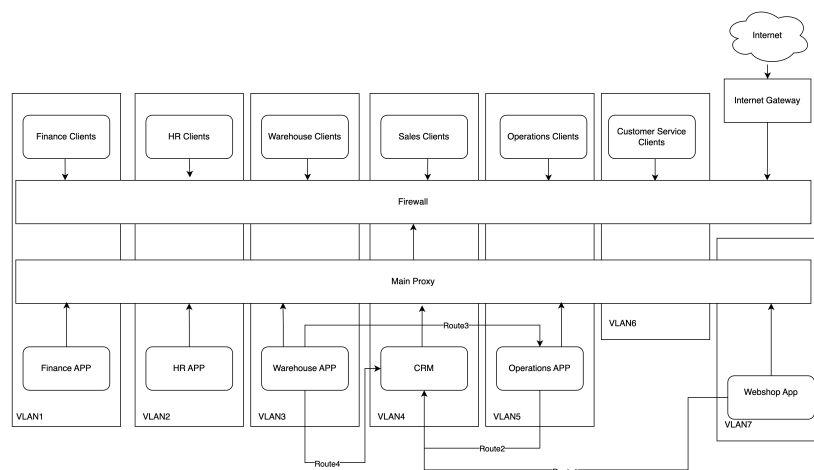 Internet
Internet Gateway
Finance Clients
HR Clients
Warehouse Clients
Sales Clients
Operations Clients
Customer Service
Clients
Firewall
Main Proxy
Route3
VLAN6
Finance APP
HR APP
Warehouse APP
CRM
Operations APP
Webshop App
VLAN1
VLAN2
VLAN3
VLAN4
VLAN5
VLAN7
Route2
Route4